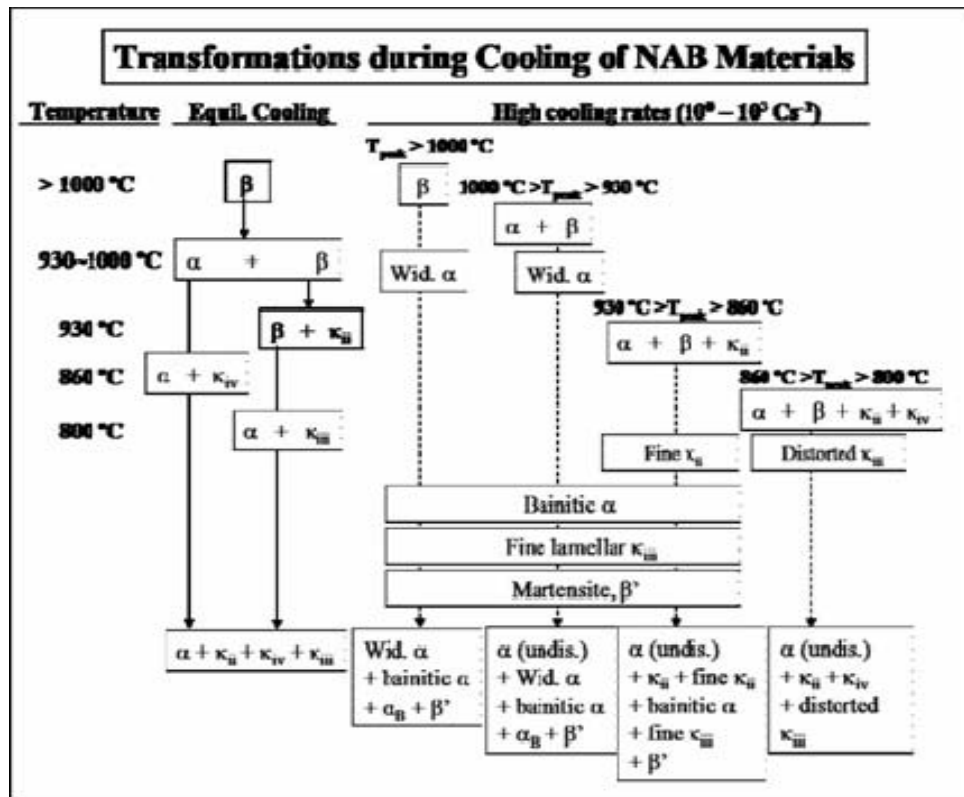 Transformations during Cooling of NAB Materials
Temperature
Equil. Cooling
High cooling rates (10⁰ – 10³ Cs⁻¹)
T_peak > 1000 °C
> 1000 °C
β
β
1000 °C >T_peak > 930 °C
α + β
930-1000°C
α + β
Wid. α
Wid. α
930 °C >T_peak > 860 °C
930 °C
β + κ_ii
α + β + κ_ii
860 °C
α + κ_iv
860 °C >T_peak > 800 °C
α + β + κ_ii + κ_iv
800 °C
α + κ_iii
Fine κ_ii
Distorted κ_iii
Bainitic α
Fine lamellar κ_iii
Martensite, β’
α + κ_ii + κ_iv + κ_iii
Wid. α
+ bainitic α
+ α_B + β’
α (undis.)
+ Wid. α
+ bainitic α
+ α_B + β’
α (undis.)
+ κ_ii + fine κ_ii
+ bainitic α
+ fine κ_iii
+ β’
α (undis.)
+ κ_ii + κ_iv
+ distorted
κ_iii